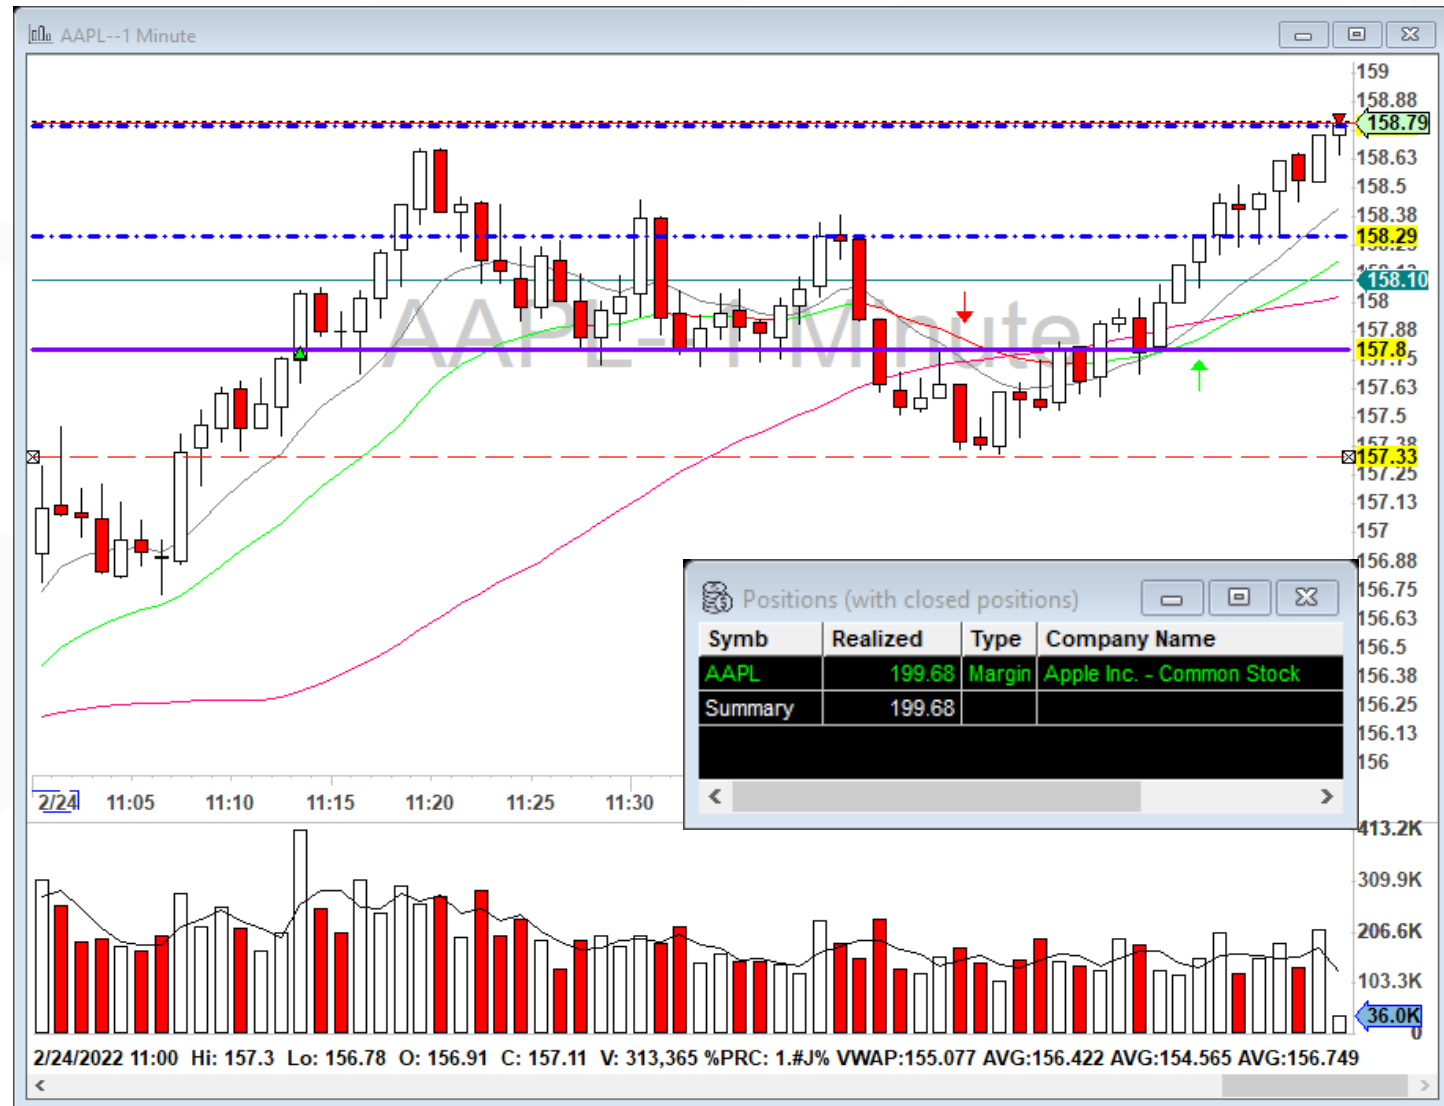 AAPL--1 Minute
159
158.88
158.79
158.63
158.5
158.38
158.29
158.10
158
157.88
157.8
157.75
157.63
157.5
157.38
157.33
157.25
157.13
157
156.88
156.75
156.63
156.5
156.38
156.25
156.13
156
AAPL--1 Minute
Positions (with closed positions)
Symb Realized Type Company Name
AAPL 199.68 Margin Apple Inc. - Common Stock
Summary 199.68
2/24 11:05 11:10 11:15 11:20 11:25 11:30
413.2K
309.9K
206.6K
103.3K
36.0K
0
2/24/2022 11:00 Hi: 157.3 Lo: 156.78 O: 156.91 C: 157.11 V: 313,365 %PRC: 1.#J% VWAP:155.077 AVG:156.422 AVG:154.565 AVG:156.749